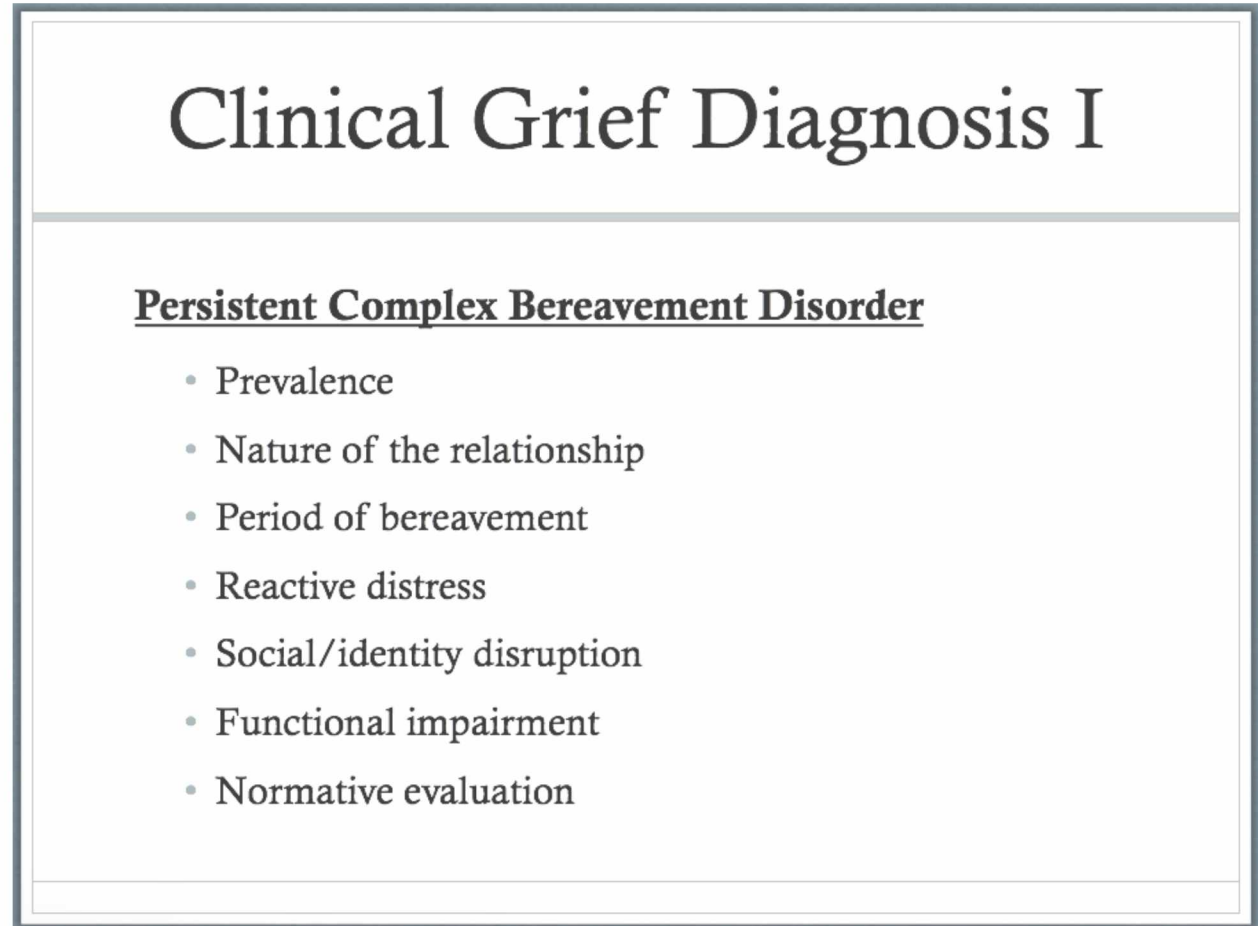 Clinical Grief Diagnosis I
Persistent Complex Bereavement Disorder
• Prevalence
• Nature of the relationship
• Period of bereavement
• Reactive distress
• Social/identity disruption
• Functional impairment
• Normative evaluation